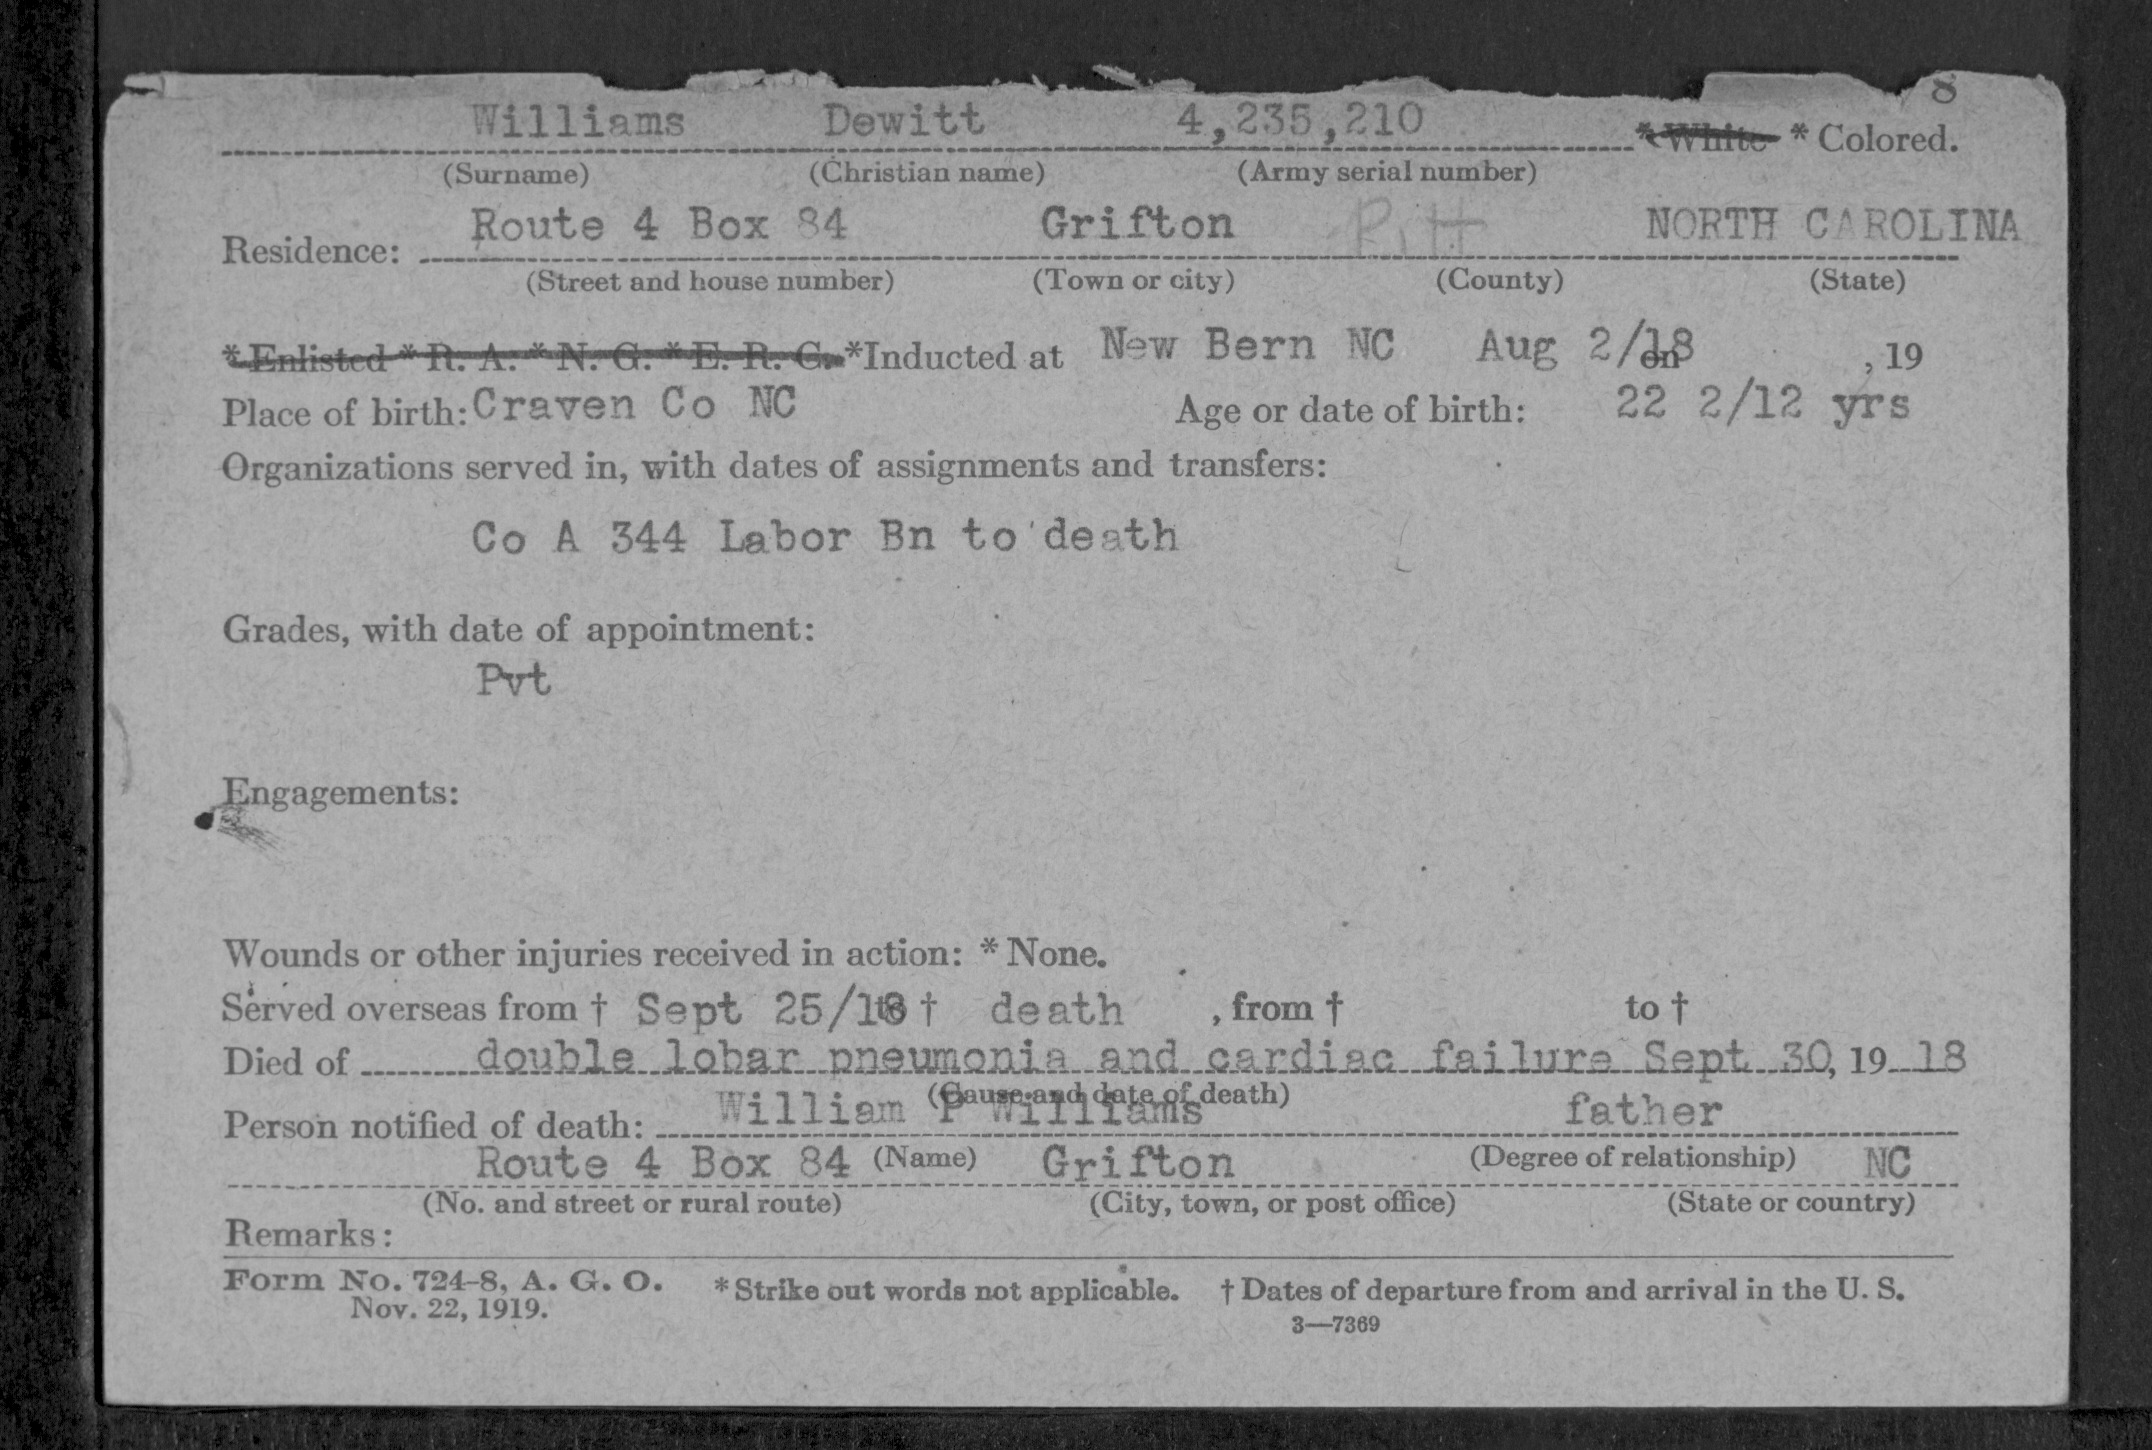 8
Williams Dewitt 4,235,210 * White * Colored.
(Surname) (Christian name) (Army serial number)
Residence: Route 4 Box 84 Grifton Pitt NORTH CAROLINA
(Street and house number) (Town or city) (County) (State)
* Enlisted * R. A. * N. G. * E. R. C. *Inducted at New Bern NC Aug 2/18 on , 19
Place of birth: Craven Co NC Age or date of birth: 22 2/12 yrs
Organizations served in, with dates of assignments and transfers:
Co A 344 Labor Bn to death
Grades, with date of appointment:
Pvt
Engagements:
Wounds or other injuries received in action: * None.
Served overseas from † Sept 25/18 to † death , from † to †
Died of double lobar pneumonia and cardiac failure Sept 30, 19 18
(Cause and date of death)
Person notified of death: William P Williams father
(Name) (Degree of relationship)
Route 4 Box 84 Grifton NC
(No. and street or rural route) (City, town, or post office) (State or country)
Remarks:
Form No. 724-8, A. G. O. * Strike out words not applicable. † Dates of departure from and arrival in the U. S.
Nov. 22, 1919. 3—7369